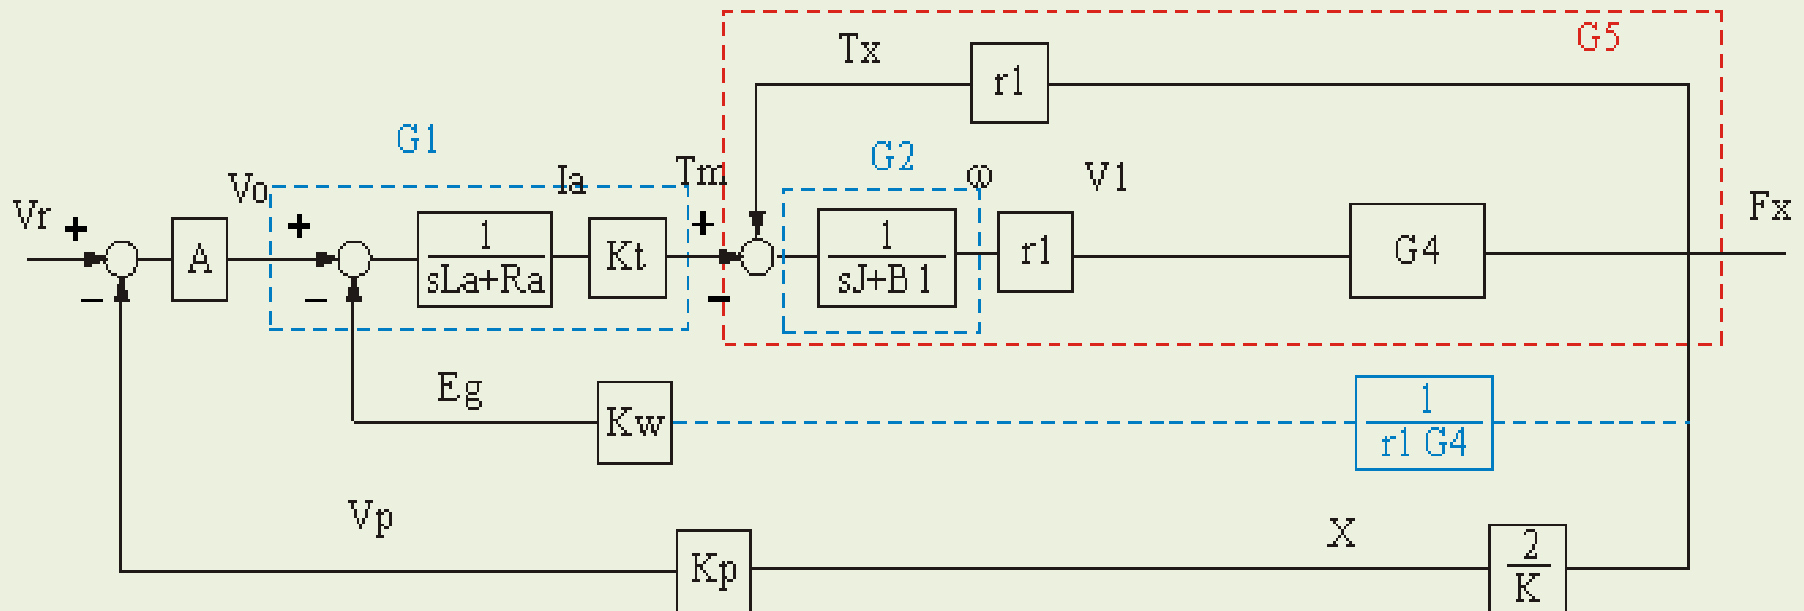 G5
Tx
r1
G1
G2
Vr
+
Vo
+
Ia
Tm
+
ω
V1
Fx
A
1
sLa+Ra
Kt
1
sJ+B1
r1
G4
−
−
−
Eg
Kw
1
r1 G4
Vp
Kp
X
2
K